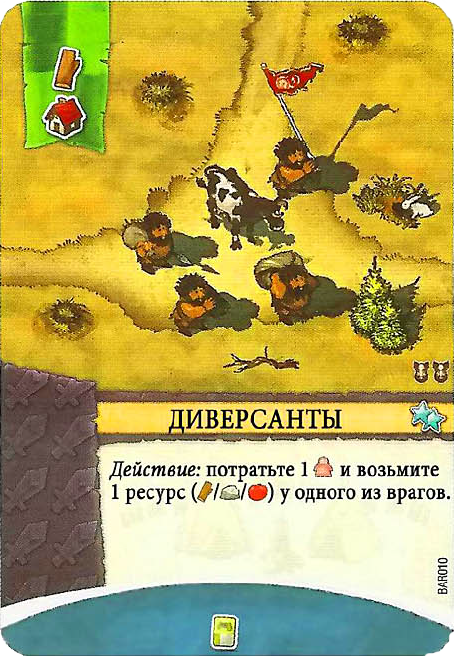 ДИВЕРСАНТЫ
Действие: потратьте 1 и возьмите
1 ресурс ( / / ) у одного из врагов.
BAR010